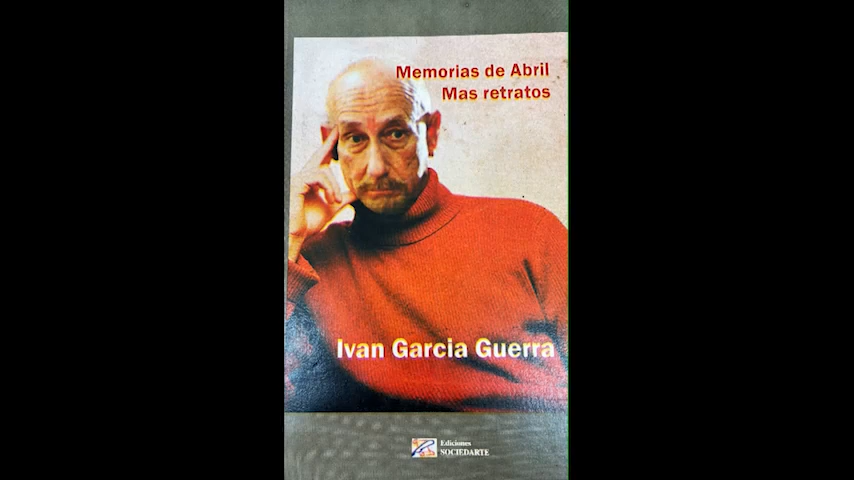 Memorias de Abril
Mas retratos
Ivan Garcia Guerra
Ediciones
SOCIEDARTE